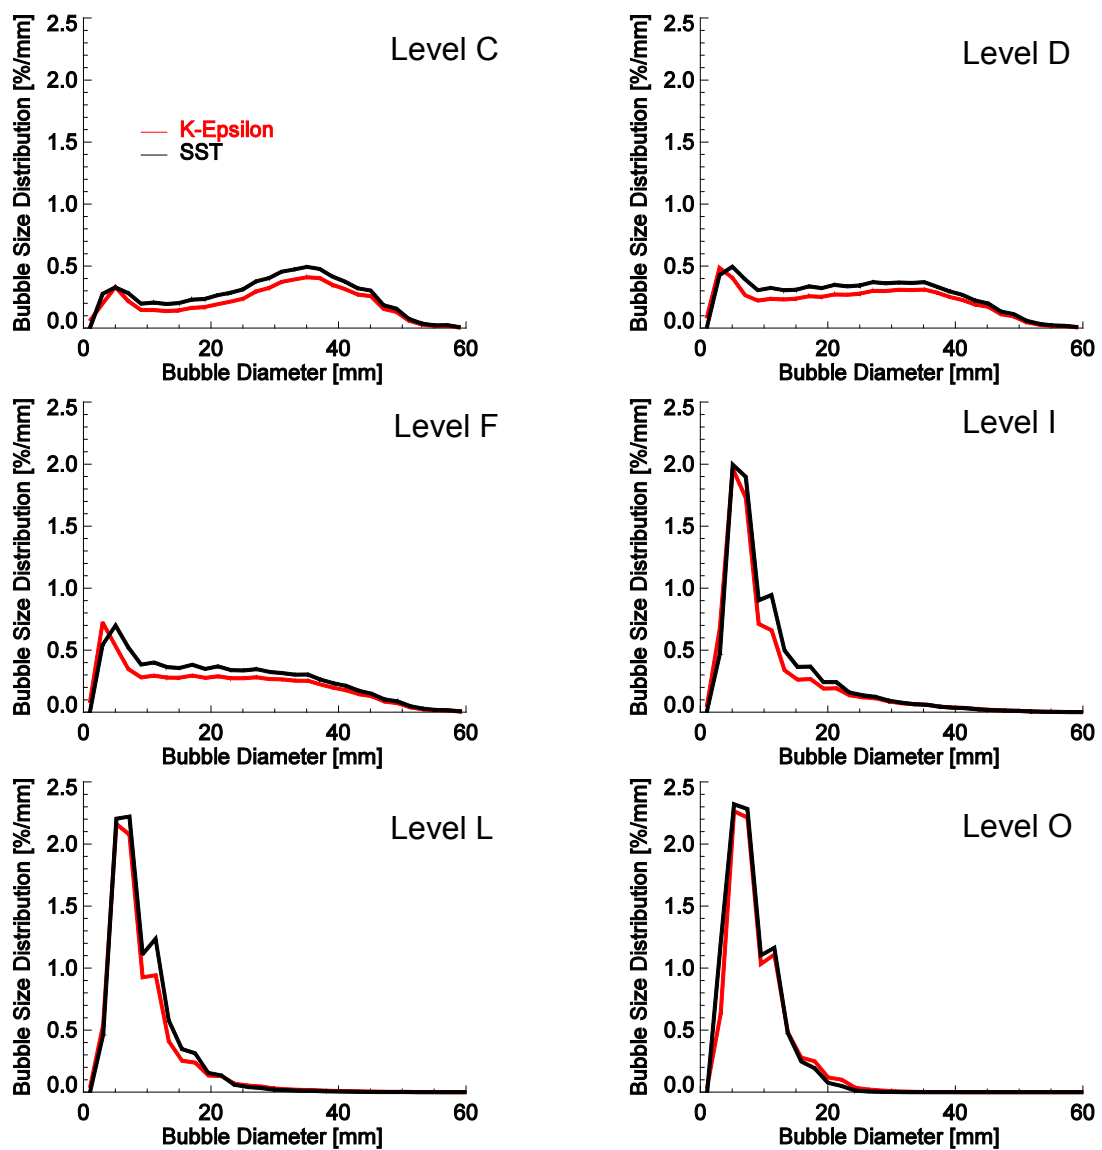 Bubble Size Distribution [%/mm]
2.5
2.0
1.5
1.0
0.5
0.0
Level C
K-Epsilon
SST
0 20 40 60
Bubble Diameter [mm]
Bubble Size Distribution [%/mm]
2.5
2.0
1.5
1.0
0.5
0.0
Level D
0 20 40 60
Bubble Diameter [mm]
Bubble Size Distribution [%/mm]
2.5
2.0
1.5
1.0
0.5
0.0
Level F
0 20 40 60
Bubble Diameter [mm]
Bubble Size Distribution [%/mm]
2.5
2.0
1.5
1.0
0.5
0.0
Level I
0 20 40 60
Bubble Diameter [mm]
Bubble Size Distribution [%/mm]
2.5
2.0
1.5
1.0
0.5
0.0
Level L
0 20 40 60
Bubble Diameter [mm]
Bubble Size Distribution [%/mm]
2.5
2.0
1.5
1.0
0.5
0.0
Level O
0 20 40 60
Bubble Diameter [mm]